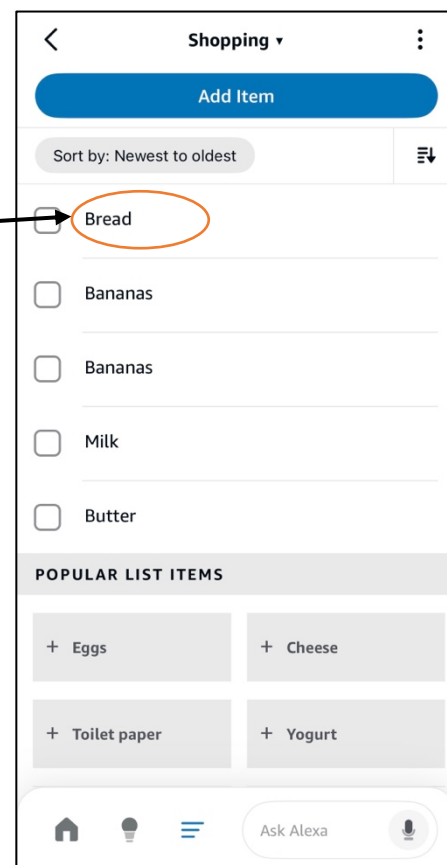 Shopping ▾
Add Item
Sort by: Newest to oldest
Bread
Bananas
Bananas
Milk
Butter
POPULAR LIST ITEMS
+ Eggs + Cheese
+ Toilet paper + Yogurt
Ask Alexa